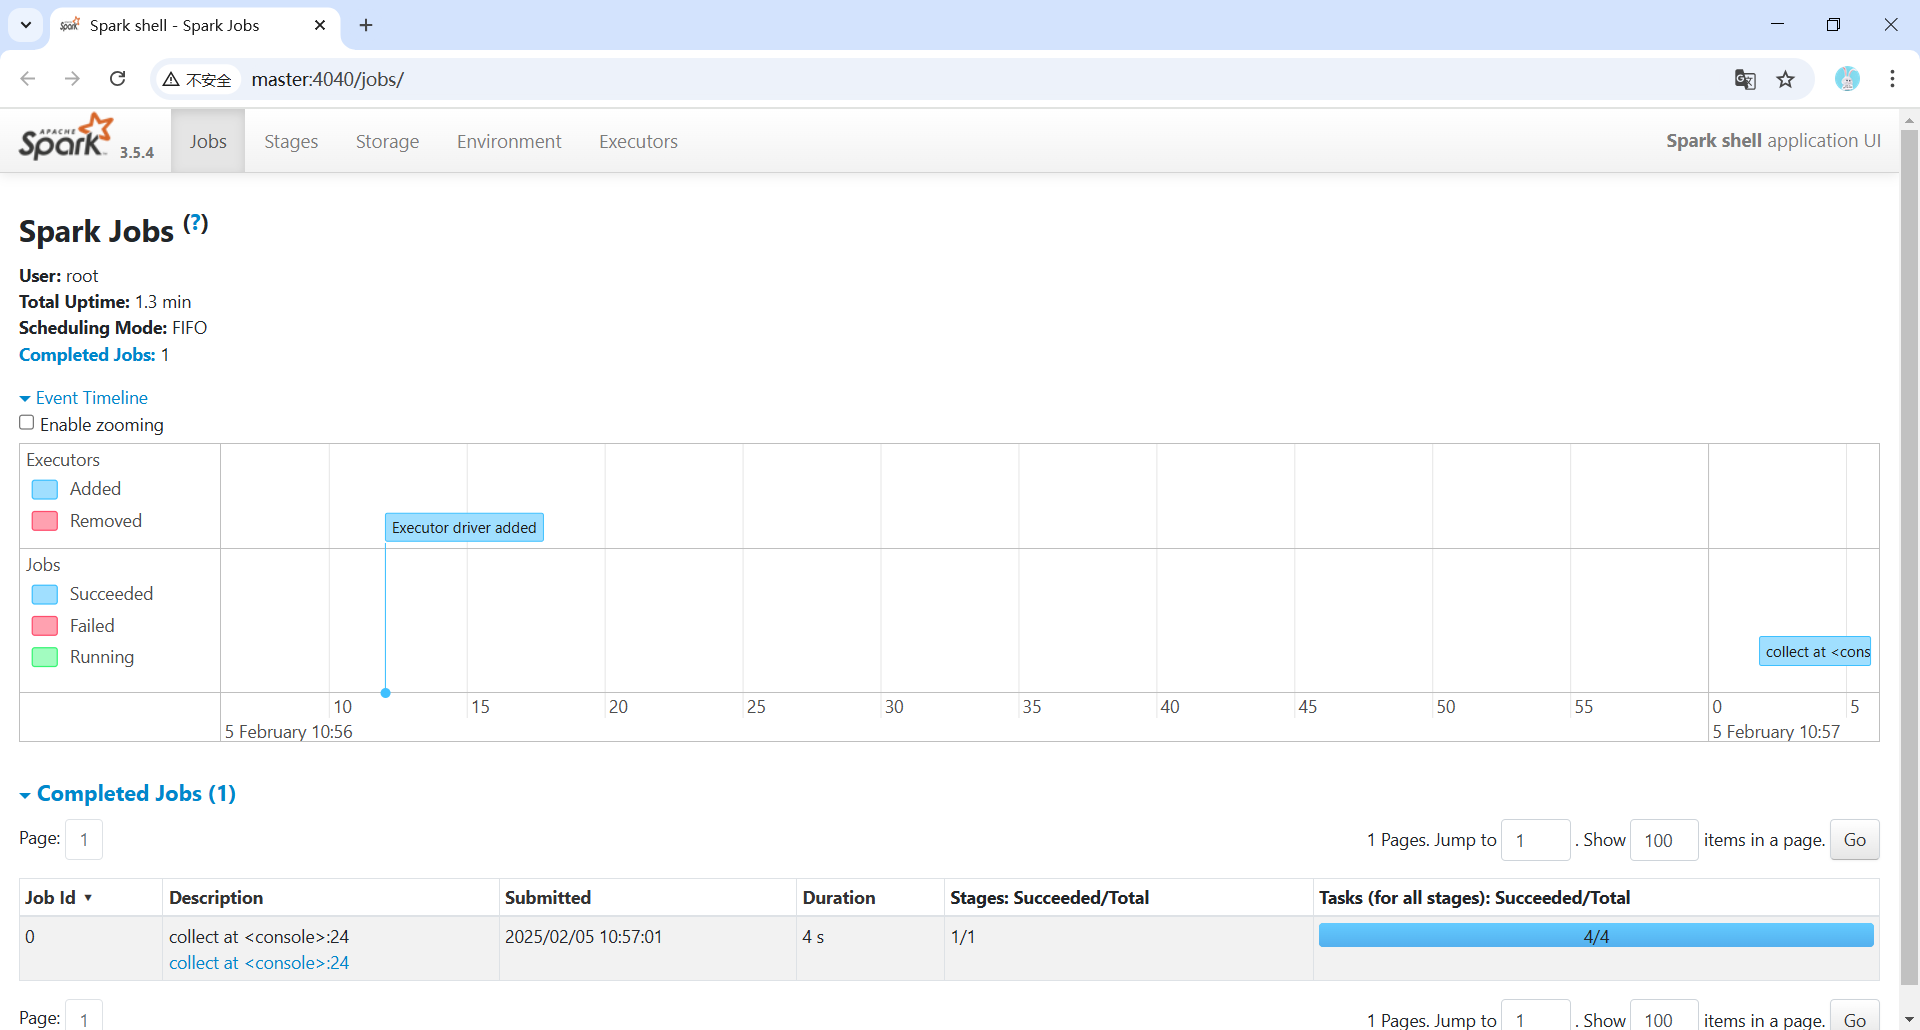 Spark shell - Spark Jobs
不安全 master:4040/jobs/
APACHE Spark 3.5.4 Jobs Stages Storage Environment Executors Spark shell application UI
Spark Jobs (?)
User: root
Total Uptime: 1.3 min
Scheduling Mode: FIFO
Completed Jobs: 1
Event Timeline
Enable zooming
Executors
Added
Removed
Executor driver added
Jobs
Succeeded
Failed
Running
collect at <cons
10 15 20 25 30 35 40 45 50 55 0 5
5 February 10:56 5 February 10:57
Completed Jobs (1)
Page: 1 1 Pages. Jump to 1 . Show 100 items in a page. Go
Job Id Description Submitted Duration Stages: Succeeded/Total Tasks (for all stages): Succeeded/Total
0 collect at <console>:24 2025/02/05 10:57:01 4 s 1/1 4/4
collect at <console>:24
Page: 1 1 Pages. Jump to 1 . Show 100 items in a page. Go